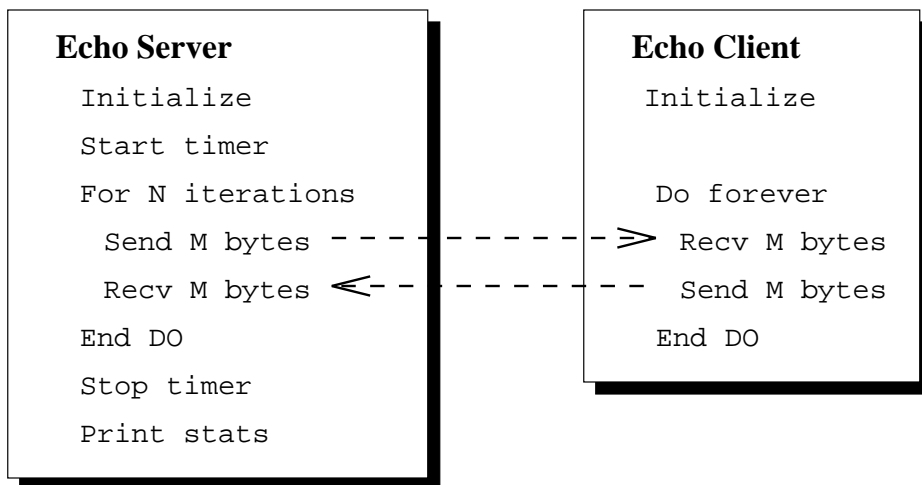 Echo Server
Initialize
Start timer
For N iterations
Send M bytes
Recv M bytes
End DO
Stop timer
Print stats
Echo Client
Initialize
Do forever
Recv M bytes
Send M bytes
End DO